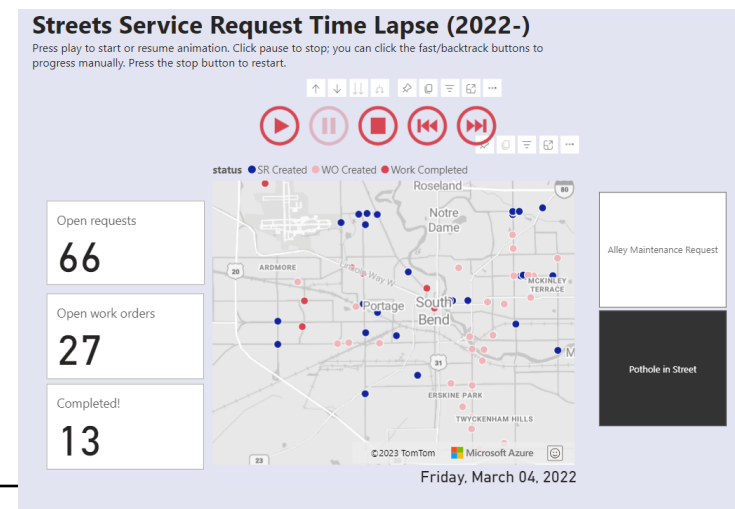 Streets Service Request Time Lapse (2022-)
Press play to start or resume animation. Click pause to stop; you can click the fast/backtrack buttons to
progress manually. Press the stop button to restart.
status SR Created WO Created Work Completed
Roseland
80
Notre
Dame
20
ARDMORE
MCKINLEY
TERRACE
Portage
South
Bend
M
31
ERSKINE PARK
TWYCKENHAM HILLS
©2023 TomTom Microsoft Azure
23
Open requests
66
Open work orders
27
Completed!
13
Alley Maintenance Request
Pothole in Street
Friday, March 04, 2022